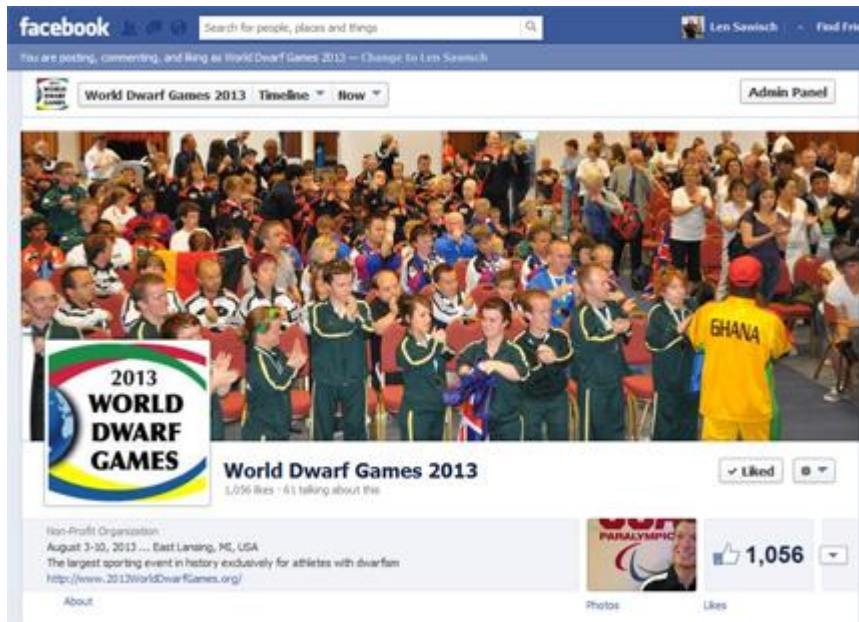 facebook
Search for people, places and things
Len Sawisch
Find Frie
You are posting, commenting, and liking as World Dwarf Games 2013 — Change to Len Sawisch
World Dwarf Games 2013
Timeline
Now
Admin Panel
GHANA
2013
WORLD
DWARF
GAMES
World Dwarf Games 2013
Liked
1,056 likes · 61 talking about this
Non-Profit Organization
August 3-10, 2013 ... East Lansing, MI, USA
The largest sporting event in history exclusively for athletes with dwarfism
http://www.2013WorldDwarfGames.org/
About
PARALYMPIC
1,056
Photos
Likes